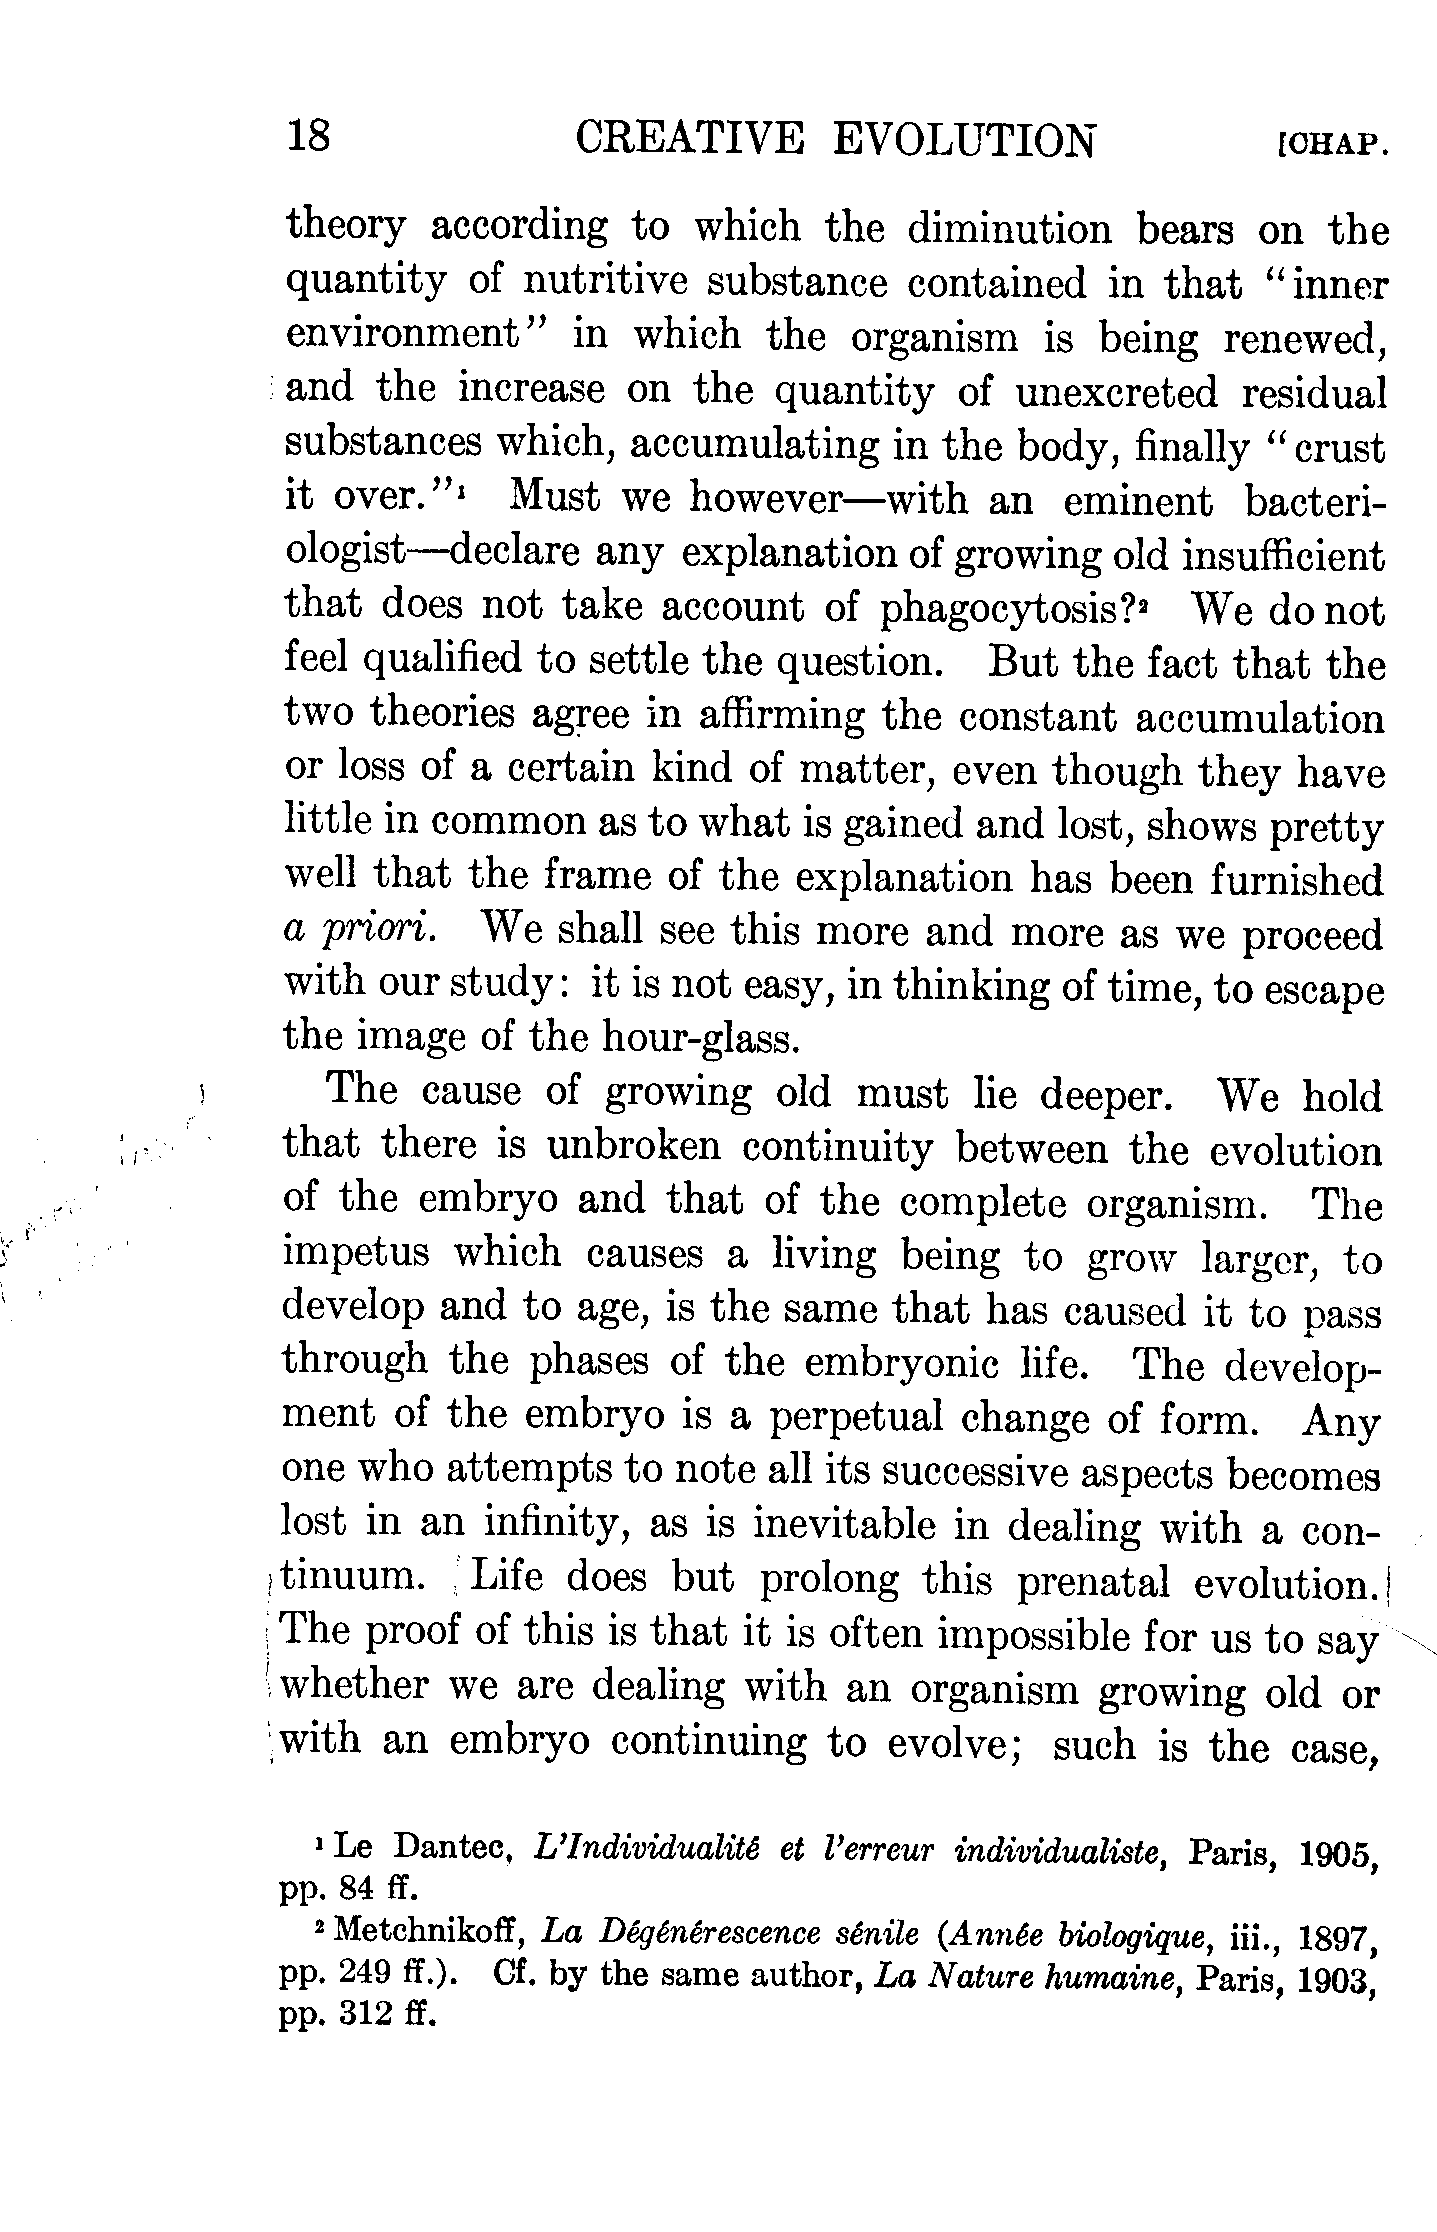 18 CREATIVE EVOLUTION [CHAP.
theory according to which the diminution bears on the
quantity of nutritive substance contained in that "inner
environment" in which the organism is being renewed,
and the increase on the quantity of unexcreted residual
substances which, accumulating in the body, finally "crust
it over."¹ Must we however—with an eminent bacteri-
ologist—declare any explanation of growing old insufficient
that does not take account of phagocytosis?² We do not
feel qualified to settle the question. But the fact that the
two theories agree in affirming the constant accumulation
or loss of a certain kind of matter, even though they have
little in common as to what is gained and lost, shows pretty
well that the frame of the explanation has been furnished
a priori. We shall see this more and more as we proceed
with our study: it is not easy, in thinking of time, to escape
the image of the hour-glass.
The cause of growing old must lie deeper. We hold
that there is unbroken continuity between the evolution
of the embryo and that of the complete organism. The
impetus which causes a living being to grow larger, to
develop and to age, is the same that has caused it to pass
through the phases of the embryonic life. The develop-
ment of the embryo is a perpetual change of form. Any
one who attempts to note all its successive aspects becomes
lost in an infinity, as is inevitable in dealing with a con-
tinuum. Life does but prolong this prenatal evolution.
The proof of this is that it is often impossible for us to say
whether we are dealing with an organism growing old or
with an embryo continuing to evolve; such is the case,
¹ Le Dantec, L'Individualité et l'erreur individualiste, Paris, 1905,
pp. 84 ff.
² Metchnikoff, La Dégénérescence sénile (Année biologique, iii., 1897,
pp. 249 ff.). Cf. by the same author, La Nature humaine, Paris, 1903,
pp. 312 ff.